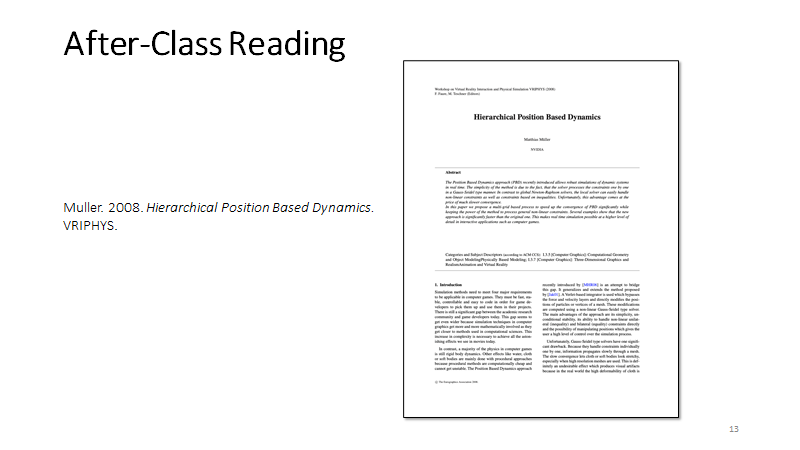 After-Class Reading
Muller. 2008. Hierarchical Position Based Dynamics.
VRIPHYS.
Workshop on Virtual Reality Interaction and Physical Simulation VRIPHYS (2008)
F. Faure, M. Teschner (Editors)
Hierarchical Position Based Dynamics
Matthias Müller
NVIDIA
Abstract
The Position Based Dynamics approach (PBD) recently introduced allows robust simulations of dynamic systems
in real time. The simplicity of the method is due to the fact, that the solver processes the constraints one by one
in a Gauss-Seidel type manner. In contrast to global Newton-Raphson solvers, the local solver can easily handle
non-linear constraints as well as constraints based on inequalities. Unfortunately, this advantage comes at the
price of much slower convergence.
In this paper we propose a multi-grid based process to speed up the convergence of PBD significantly while
keeping the power of the method to process general non-linear constraints. Several examples show that the new
approach is significantly faster than the original one. This makes real time simulation possible at a higher level of
detail in interactive applications such as computer games.
Categories and Subject Descriptors (according to ACM CCS): I.3.5 [Computer Graphics]: Computational Geometry
and Object Modeling Physically Based Modeling; I.3.7 [Computer Graphics]: Three-Dimensional Graphics and
Realism Animation and Virtual Reality
1. Introduction
Simulation methods need to meet four major requirements
to be applicable in computer games. They must be fast, sta-
ble, controllable and easy to code in order for game de-
velopers to pick them up and use them in their projects.
There is still a significant gap between the academic research
community and game developers today. This gap seems to
get even wider because simulation techniques in computer
graphics get more and more mathematically involved as they
get closer to methods used in computational sciences. This
increase in complexity is necessary to achieve all the aston-
ishing effects we see in movies today.
In contrast, a majority of the physics in computer games
is still rigid body dynamics. Other effects like water, cloth
or soft bodies are mainly done with procedural approaches
because procedural methods are computationally cheap and
cannot get unstable. The Position Based Dynamics approach
recently introduced by [MHR06] is an attempt to bridge
this gap. It generalizes and extends the method proposed
by [Jak01]. A Verlet-based integrator is used which bypasses
the force and velocity layers and directly modifies the posi-
tions of particles or vertices of a mesh. These modifications
are computed using a non-linear Gauss-Seidel type solver.
The main advantages of the approach are its simplicity, un-
conditional stability, its ability to handle non-linear unilat-
eral (inequality) and bilateral (equality) constraints directly
and the possibility of manipulating positions which gives the
user a high level of control over the simulation process.
Unfortunately, Gauss-Seidel type solvers have one signifi-
cant drawback. Because they handle constraints individually
one by one, information propagates slowly through a mesh.
The slow convergence lets cloth or soft bodies look stretchy,
especially when high resolution meshes are used. This is def-
initely an undesirable effect which produces visual artifacts
because in the real world the high deformability of cloth is
© The Eurographics Association 2008.
13